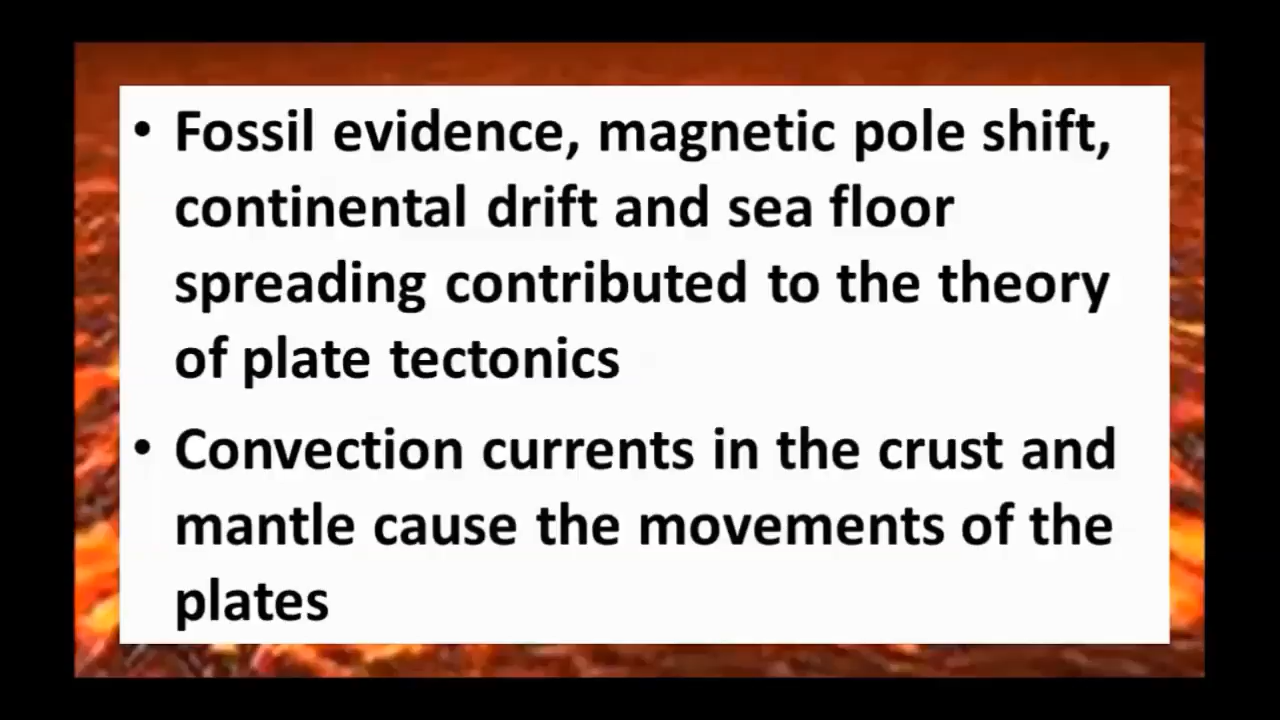 • Fossil evidence, magnetic pole shift,
continental drift and sea floor
spreading contributed to the theory
of plate tectonics
• Convection currents in the crust and
mantle cause the movements of the
plates